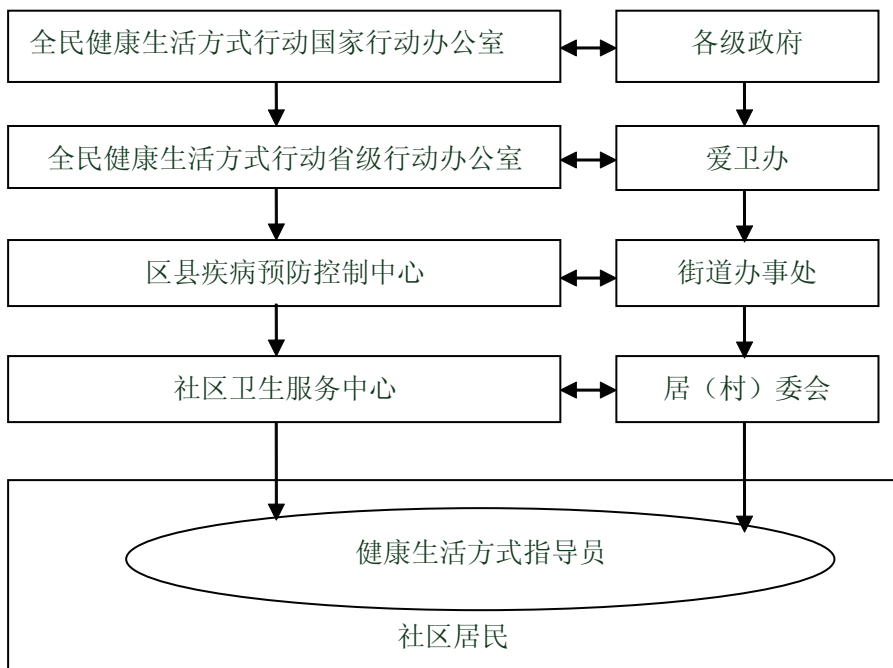 全民健康生活方式行动国家行动办公室
各级政府
全民健康生活方式行动省级行动办公室
爱卫办
区县疾病预防控制中心
街道办事处
社区卫生服务中心
居（村）委会
健康生活方式指导员
社区居民